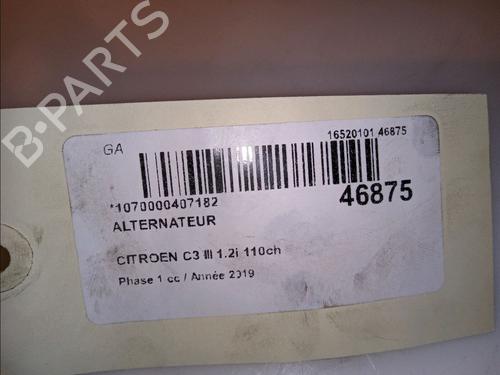 B-PARTS
GA
16520101 46875
*1070000407182
46875
ALTERNATEUR
CITROEN C3 III 1.2i 110ch
Phase 1 cc / Année 2019